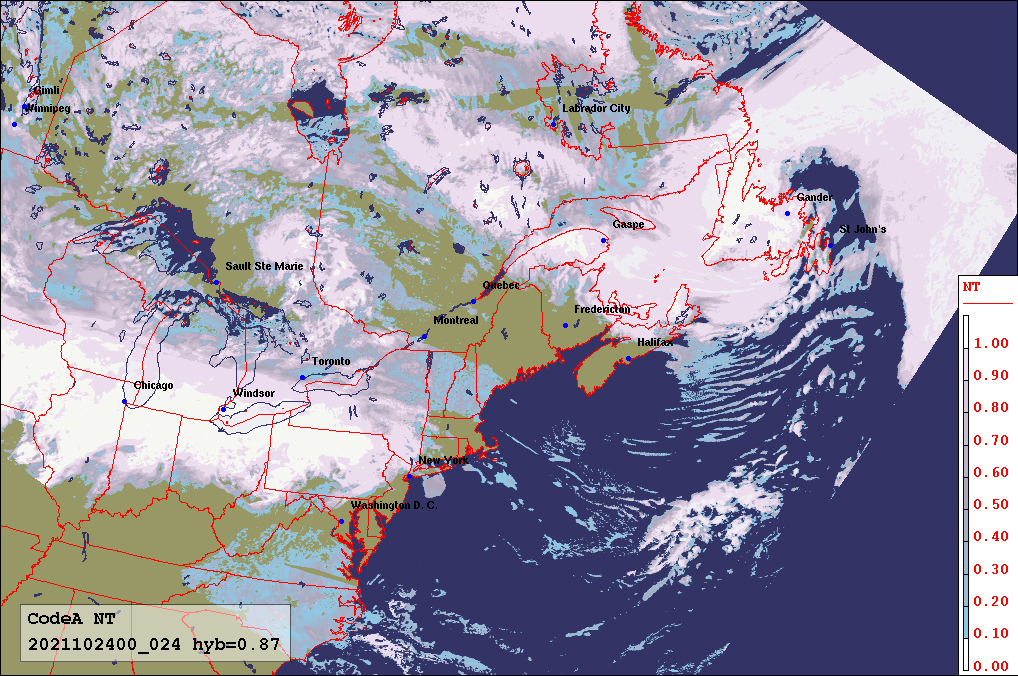 Gimli
Winnipeg
Labrador City
Gander
Gaspe
St John's
Sault Ste Marie
Quebec
NT
Fredericton
Montreal
Halifax
1.00
Toronto
0.90
Chicago
Windsor
0.80
0.70
New York
0.60
Washington D. C.
0.50
0.40
0.30
0.20
CodeA NT
0.10
2021102400_024 hyb=0.87
0.00